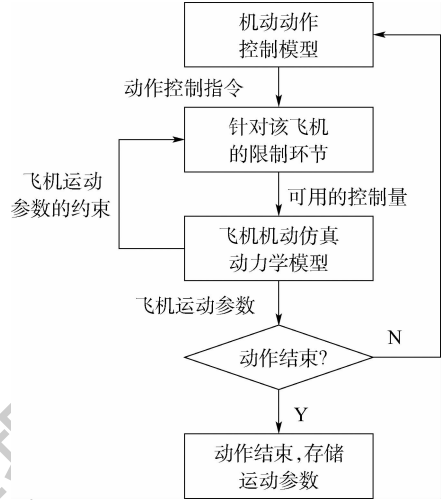 机动动作
控制模型
动作控制指令
针对该飞机
的限制环节
飞机运动
参数的约束
可用的控制量
飞机机动仿真
动力学模型
飞机运动参数
动作结束?
N
Y
动作结束,存储
运动参数